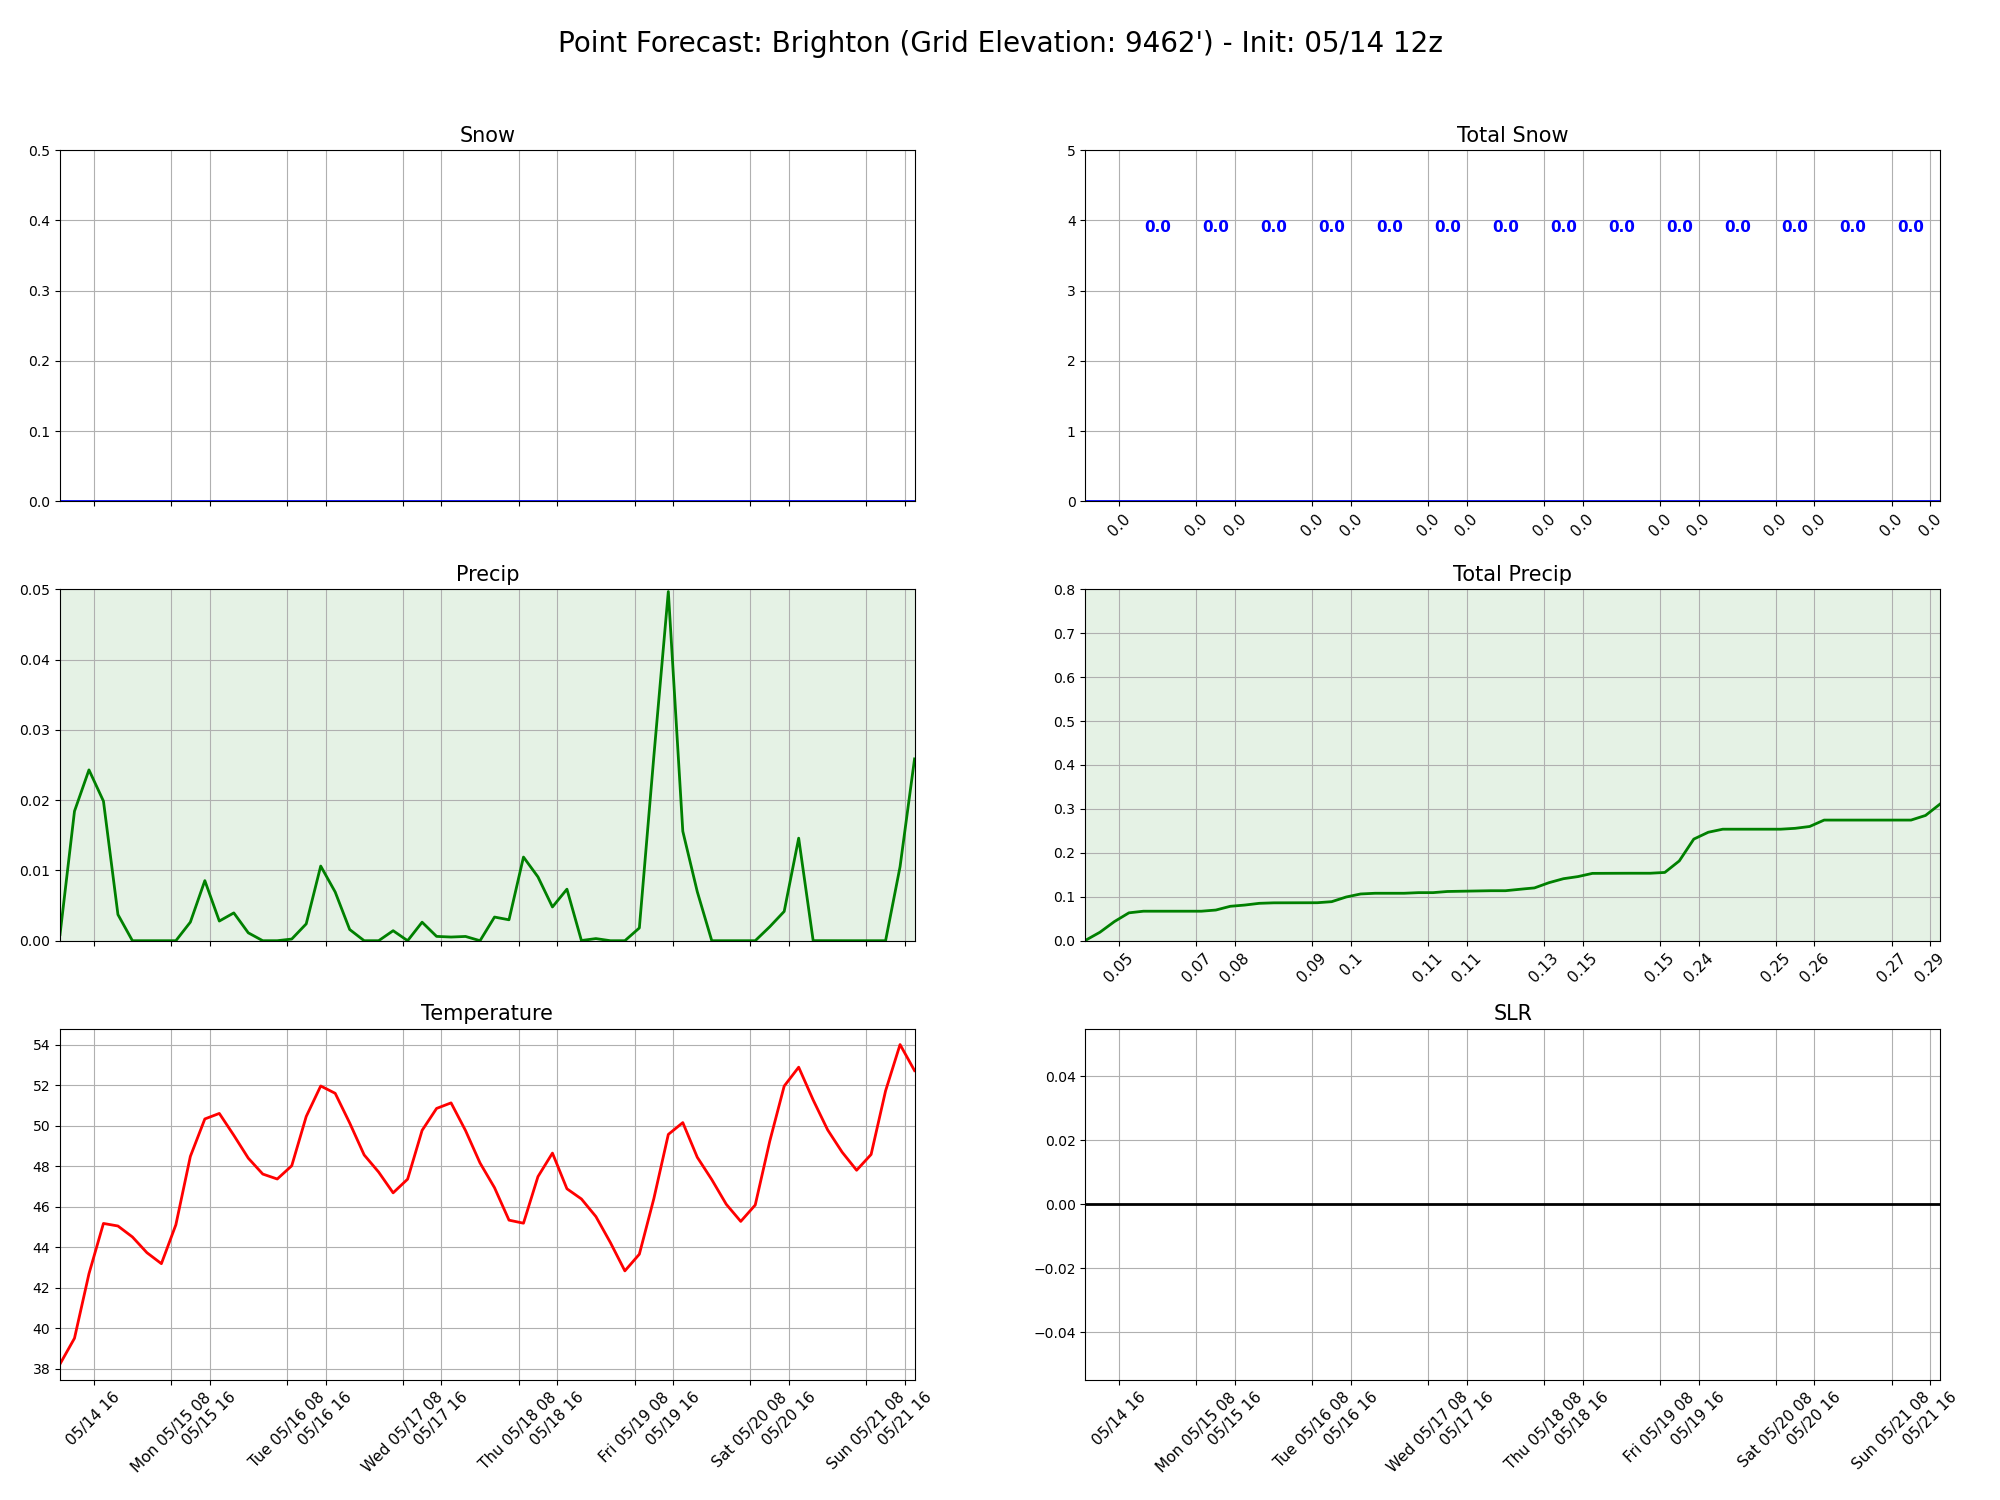 Point Forecast: Brighton (Grid Elevation: 9462') - Init: 05/14 12z
Snow
0.5
0.4
0.3
0.2
0.1
0.0
Total Snow
5
4
3
2
1
0
0.0 0.0 0.0 0.0 0.0 0.0 0.0 0.0 0.0 0.0 0.0 0.0 0.0 0.0
0.0 0.0 0.0 0.0 0.0 0.0 0.0 0.0 0.0 0.0 0.0 0.0 0.0 0.0 0.0
Precip
0.05
0.04
0.03
0.02
0.01
0.00
Total Precip
0.8
0.7
0.6
0.5
0.4
0.3
0.2
0.1
0.0
0.05 0.07 0.08 0.09 0.1 0.11 0.11 0.13 0.15 0.15 0.24 0.25 0.26 0.27 0.29
Temperature
54
52
50
48
46
44
42
40
38
05/14 16
Mon 05/15 08
05/15 16
Tue 05/16 08
05/16 16
Wed 05/17 08
05/17 16
Thu 05/18 08
05/18 16
Fri 05/19 08
05/19 16
Sat 05/20 08
05/20 16
Sun 05/21 08
05/21 16
SLR
0.04
0.02
0.00
−0.02
−0.04
05/14 16
Mon 05/15 08
05/15 16
Tue 05/16 08
05/16 16
Wed 05/17 08
05/17 16
Thu 05/18 08
05/18 16
Fri 05/19 08
05/19 16
Sat 05/20 08
05/20 16
Sun 05/21 08
05/21 16